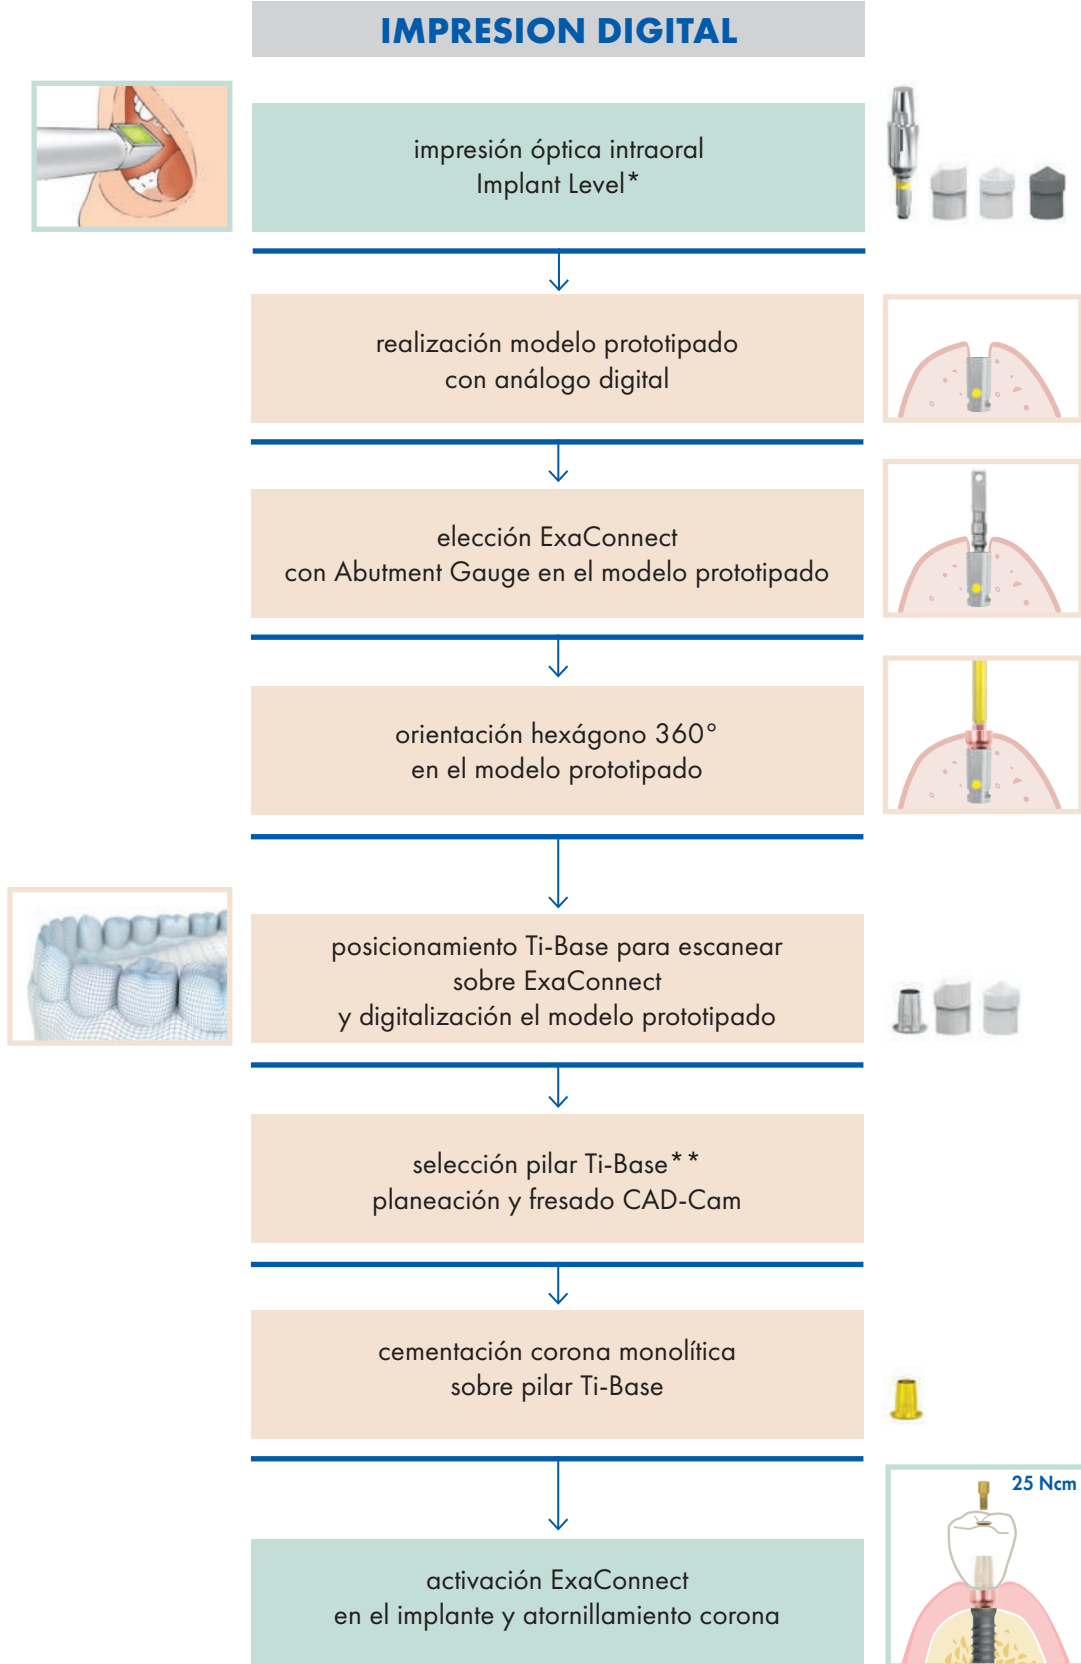 IMPRESION DIGITAL
impresión óptica intraoral
Implant Level*
realización modelo prototipado
con análogo digital
elección ExaConnect
con Abutment Gauge en el modelo prototipado
orientación hexágono 360°
en el modelo prototipado
posicionamiento Ti-Base para escanear
sobre ExaConnect
y digitalización el modelo prototipado
selección pilar Ti-Base**
planeación y fresado CAD-Cam
cementación corona monolítica
sobre pilar Ti-Base
25 Ncm
activación ExaConnect
en el implante y atornillamiento corona